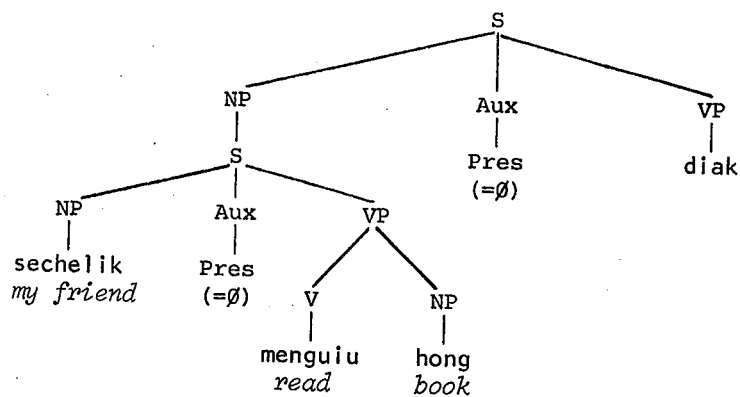 S
NP Aux VP
Pres diak
(=Ø)
S
NP Aux VP
sechelik Pres V NP
my friend (=Ø)
menguiu hong
read book